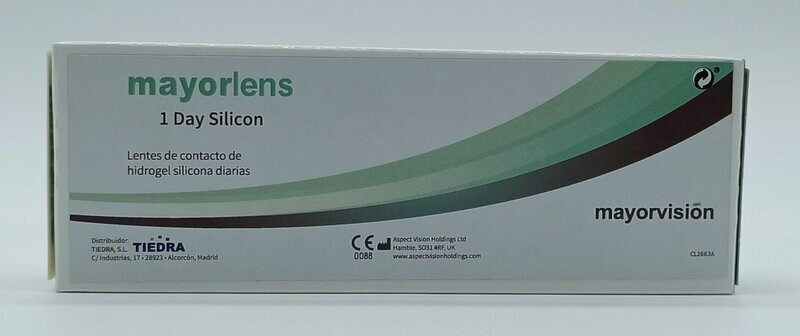 mayorlens
1 Day Silicon
Lentes de contacto de
hidrogel silicona diarias
mayorvisión
Distribuidor:
TIEDRA, S.L. TIEDRA
C/ Industrias, 17 • 28923 • Alcorcón, Madrid
CE
0088
Aspect Vision Holdings Ltd
Hamble, SO31 4RF, UK
www.aspectvisionholdings.com
CL2663A